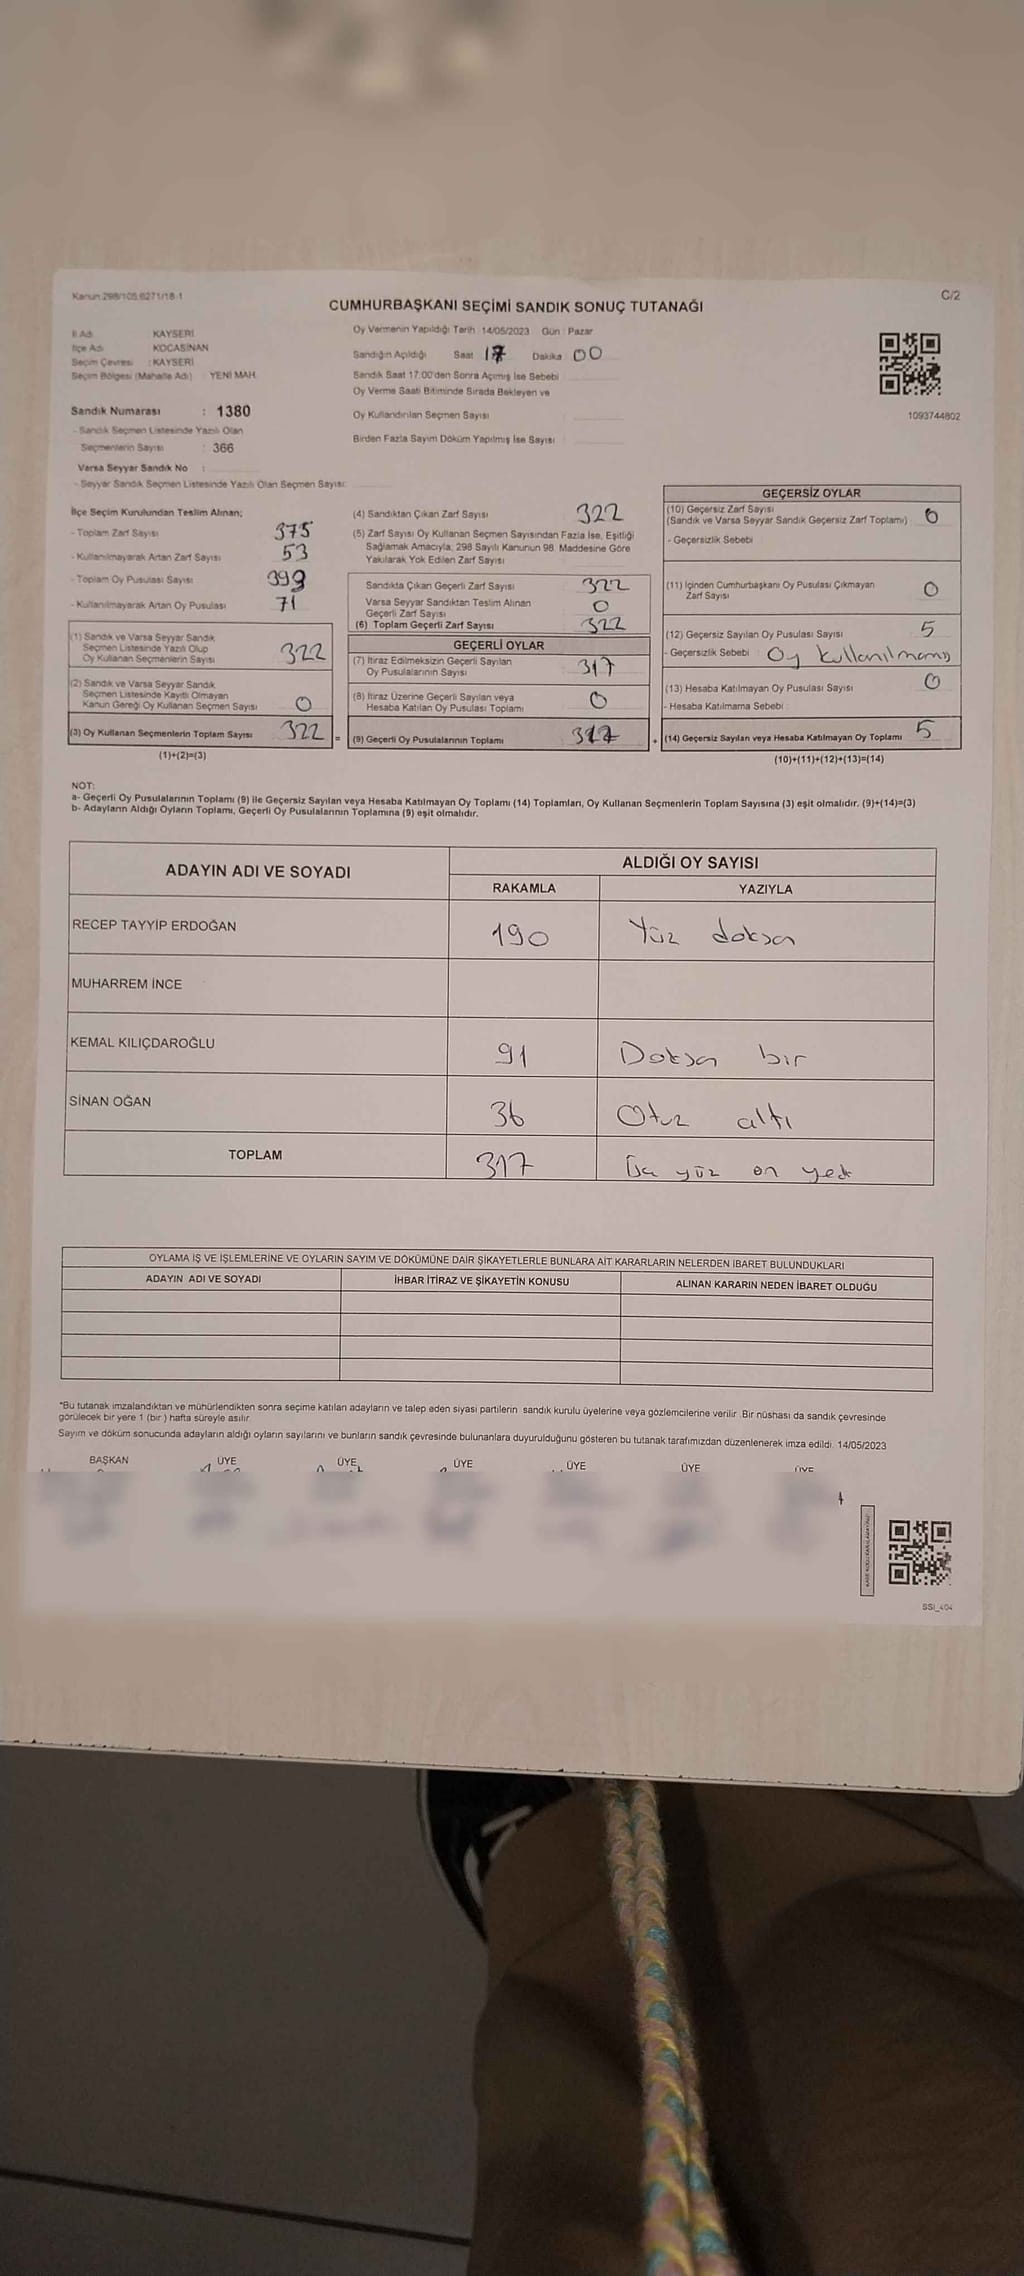 Kanun:298/105,6271/18-1
C/2
CUMHURBAŞKANI SEÇİMİ SANDIK SONUÇ TUTANAĞI
İl Adı KAYSERİ
İlçe Adı KOCASİNAN
Seçim Çevresi : KAYSERİ
Seçim Bölgesi (Mahalle Adı) : YENİ MAH.
Oy Vermenin Yapıldığı Tarih : 14/05/2023 Gün : Pazar
Sandığın Açıldığı Saat 17 Dakika 00
Sandık Saat 17:00'den Sonra Açımış İse Sebebi
Oy Verme Saati Bitiminde Sırada Bekleyen ve
Oy Kullandırılan Seçmen Sayısı
Birden Fazla Sayım Döküm Yapılmış İse Sayısı
1093744802
Sandık Numarası : 1380
- Sandık Seçmen Listesinde Yazılı Olan
Seçmenlerin Sayısı : 366
Varsa Seyyar Sandık No :
- Seyyar Sandık Seçmen Listesinde Yazılı Olan Seçmen Sayısı:
İlçe Seçim Kurulundan Teslim Alınan;
- Toplam Zarf Sayısı 375
- Kullanılmayarak Artan Zarf Sayısı 53
- Toplam Oy Pusulası Sayısı 399
- Kullanılmayarak Artan Oy Pusulası 71
(1) Sandık ve Varsa Seyyar Sandık
Seçmen Listesinde Yazılı Olup
Oy Kullanan Seçmenlerin Sayısı 322
(2) Sandık ve Varsa Seyyar Sandık
Seçmen Listesinde Kayıtlı Olmayan
Kanun Gereği Oy Kullanan Seçmen Sayısı 0
(3) Oy Kullanan Seçmenlerin Toplam Sayısı 322 =
(1)+(2)=(3)
(4) Sandıktan Çıkan Zarf Sayısı 322
(5) Zarf Sayısı Oy Kullanan Seçmen Sayısından Fazla İse, Eşitliği
Sağlamak Amacıyla, 298 Sayılı Kanunun 98. Maddesine Göre
Yakılarak Yok Edilen Zarf Sayısı
Sandıkta Çıkan Geçerli Zarf Sayısı 322
Varsa Seyyar Sandıktan Teslim Alınan
Geçerli Zarf Sayısı 0
(6) Toplam Geçerli Zarf Sayısı 322
GEÇERLİ OYLAR
(7) İtiraz Edilmeksizin Geçerli Sayılan
Oy Pusulalarının Sayısı 317
(8) İtiraz Üzerine Geçerli Sayılan veya
Hesaba Katılan Oy Pusulası Toplamı 0
(9) Geçerli Oy Pusulalarının Toplamı 317 +
GEÇERSİZ OYLAR
(10) Geçersiz Zarf Sayısı
(Sandık ve Varsa Seyyar Sandık Geçersiz Zarf Toplamı) 0
- Geçersizlik Sebebi
(11) İçinden Cumhurbaşkanı Oy Pusulası Çıkmayan
Zarf Sayısı 0
(12) Geçersiz Sayılan Oy Pusulası Sayısı 5
- Geçersizlik Sebebi : Oy kullanılmamış
(13) Hesaba Katılmayan Oy Pusulası Sayısı 0
- Hesaba Katılmama Sebebi
(14) Geçersiz Sayılan veya Hesaba Katılmayan Oy Toplamı 5
(10)+(11)+(12)+(13)=(14)
NOT:
a- Geçerli Oy Pusulalarının Toplamı (9) ile Geçersiz Sayılan veya Hesaba Katılmayan Oy Toplamı (14) Toplamları, Oy Kullanan Seçmenlerin Toplam Sayısına (3) eşit olmalıdır. (9)+(14)=(3)
b- Adayların Aldığı Oyların Toplamı, Geçerli Oy Pusulalarının Toplamına (9) eşit olmalıdır.
ADAYIN ADI VE SOYADI ALDIĞI OY SAYISI
RAKAMLA YAZIYLA
RECEP TAYYİP ERDOĞAN 190 Yüz doksan
MUHARREM İNCE
KEMAL KILIÇDAROĞLU 91 Doksan bir
SİNAN OĞAN 36 Otuz altı
TOPLAM 317 Üç yüz on yedi
OYLAMA İŞ VE İŞLEMLERİNE VE OYLARIN SAYIM VE DÖKÜMÜNE DAİR ŞİKAYETLERLE BUNLARA AİT KARARLARIN NELERDEN İBARET BULUNDUKLARI
ADAYIN ADI VE SOYADI İHBAR İTİRAZ VE ŞİKAYETİN KONUSU ALINAN KARARIN NEDEN İBARET OLDUĞU
*Bu tutanak imzalandıktan ve mühürlendikten sonra seçime katılan adayların ve talep eden siyasi partilerin sandık kurulu üyelerine veya gözlemcilerine verilir. Bir nüshası da sandık çevresinde
görülecek bir yere 1 (bir ) hafta süreyle asılır.
Sayım ve döküm sonucunda adayların aldığı oyların sayılarını ve bunların sandık çevresinde bulunanlara duyurulduğunu gösteren bu tutanak tarafımızdan düzenlenerek imza edildi. 14/05/2023
BAŞKAN ÜYE ÜYE ÜYE ÜYE ÜYE ÜYE
SSI_404